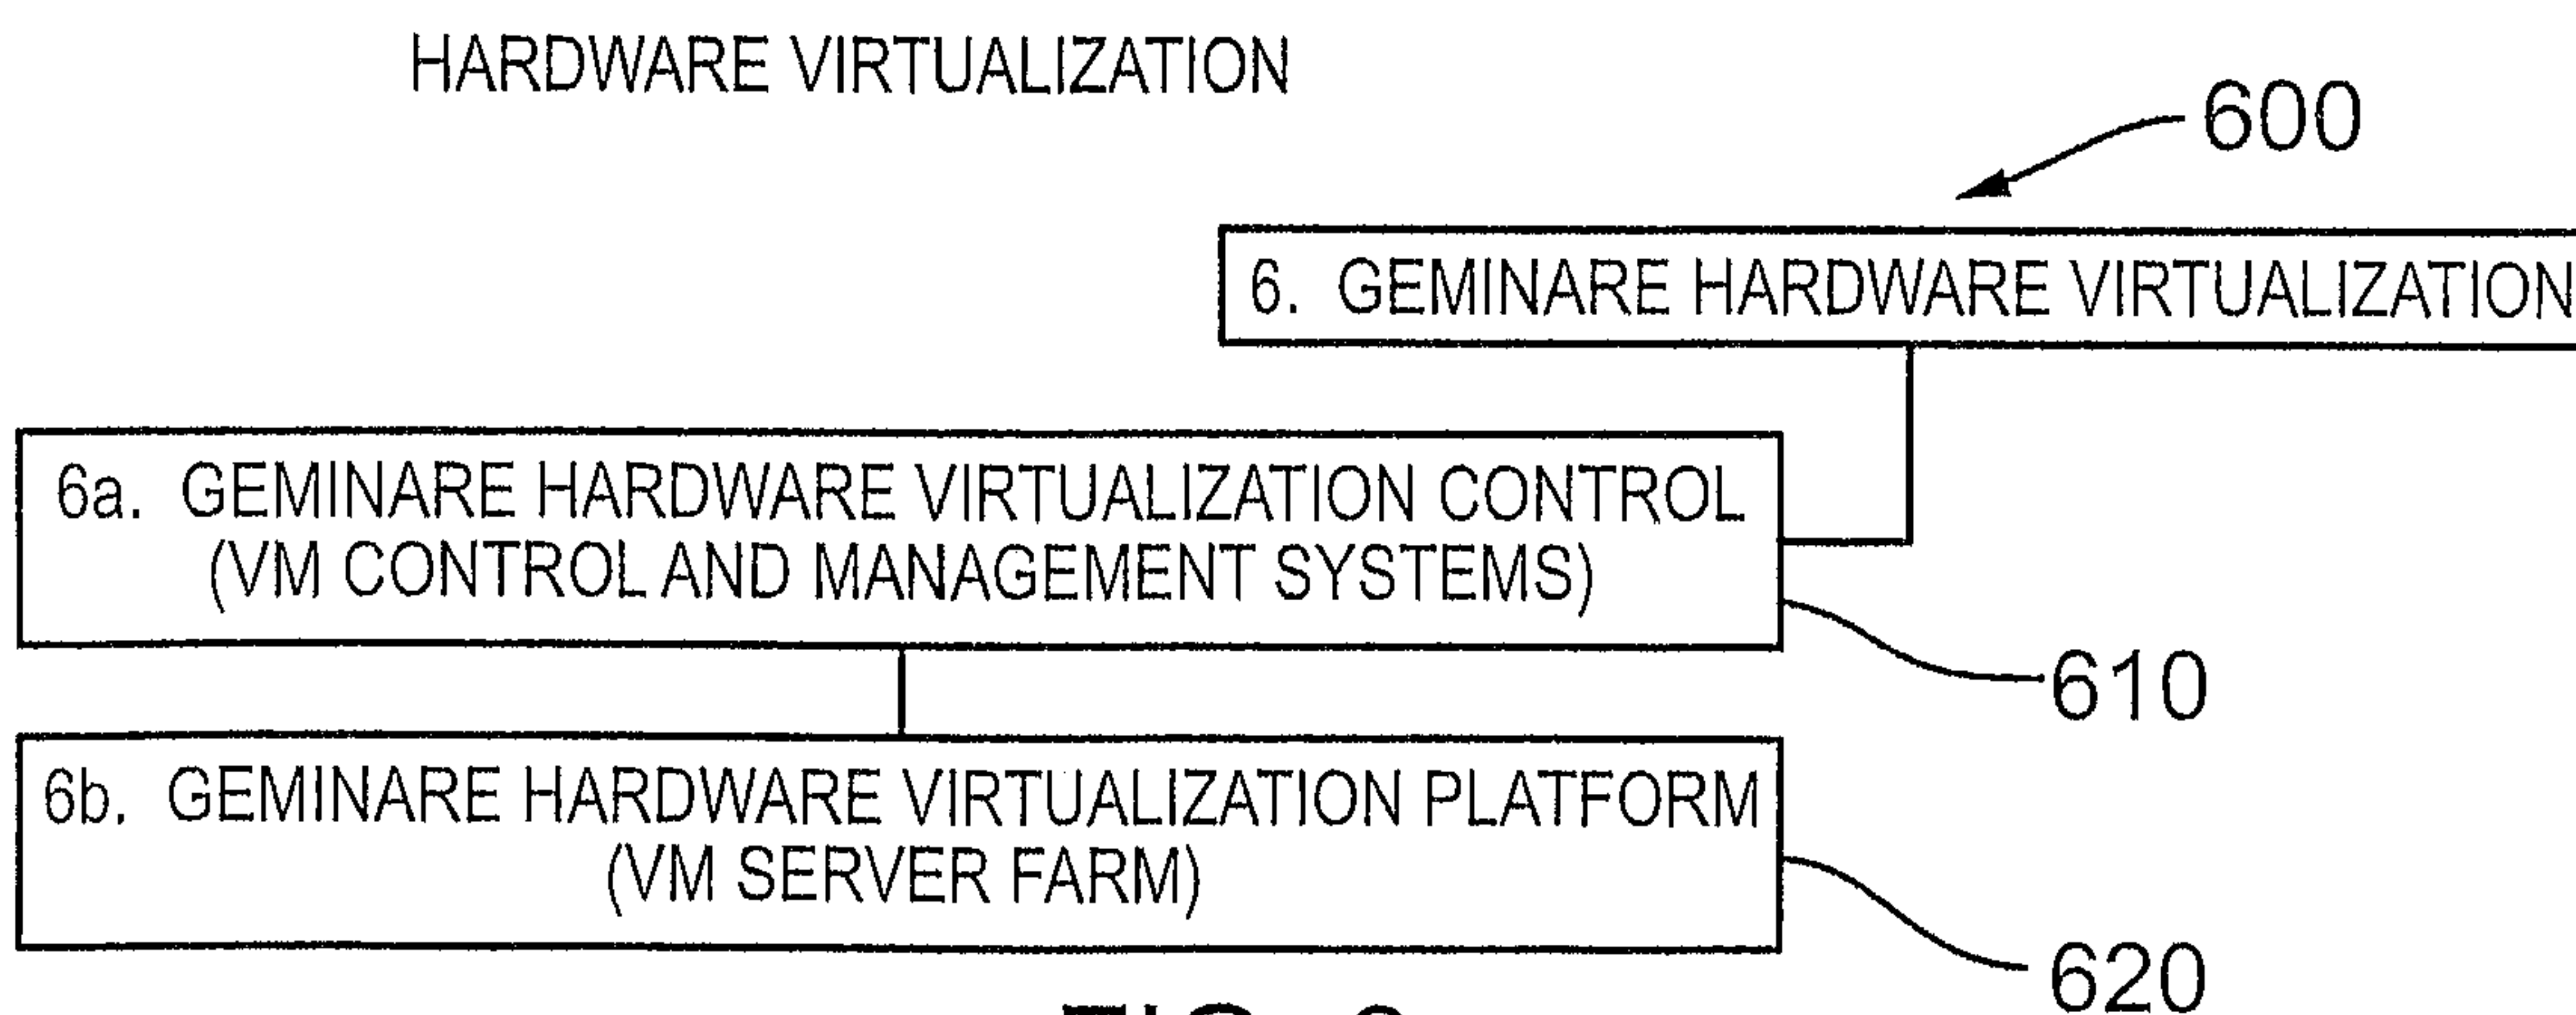 HARDWARE VIRTUALIZATION
600
6. GEMINARE HARDWARE VIRTUALIZATION
6a. GEMINARE HARDWARE VIRTUALIZATION CONTROL
(VM CONTROL AND MANAGEMENT SYSTEMS)
610
6b. GEMINARE HARDWARE VIRTUALIZATION PLATFORM
(VM SERVER FARM)
620